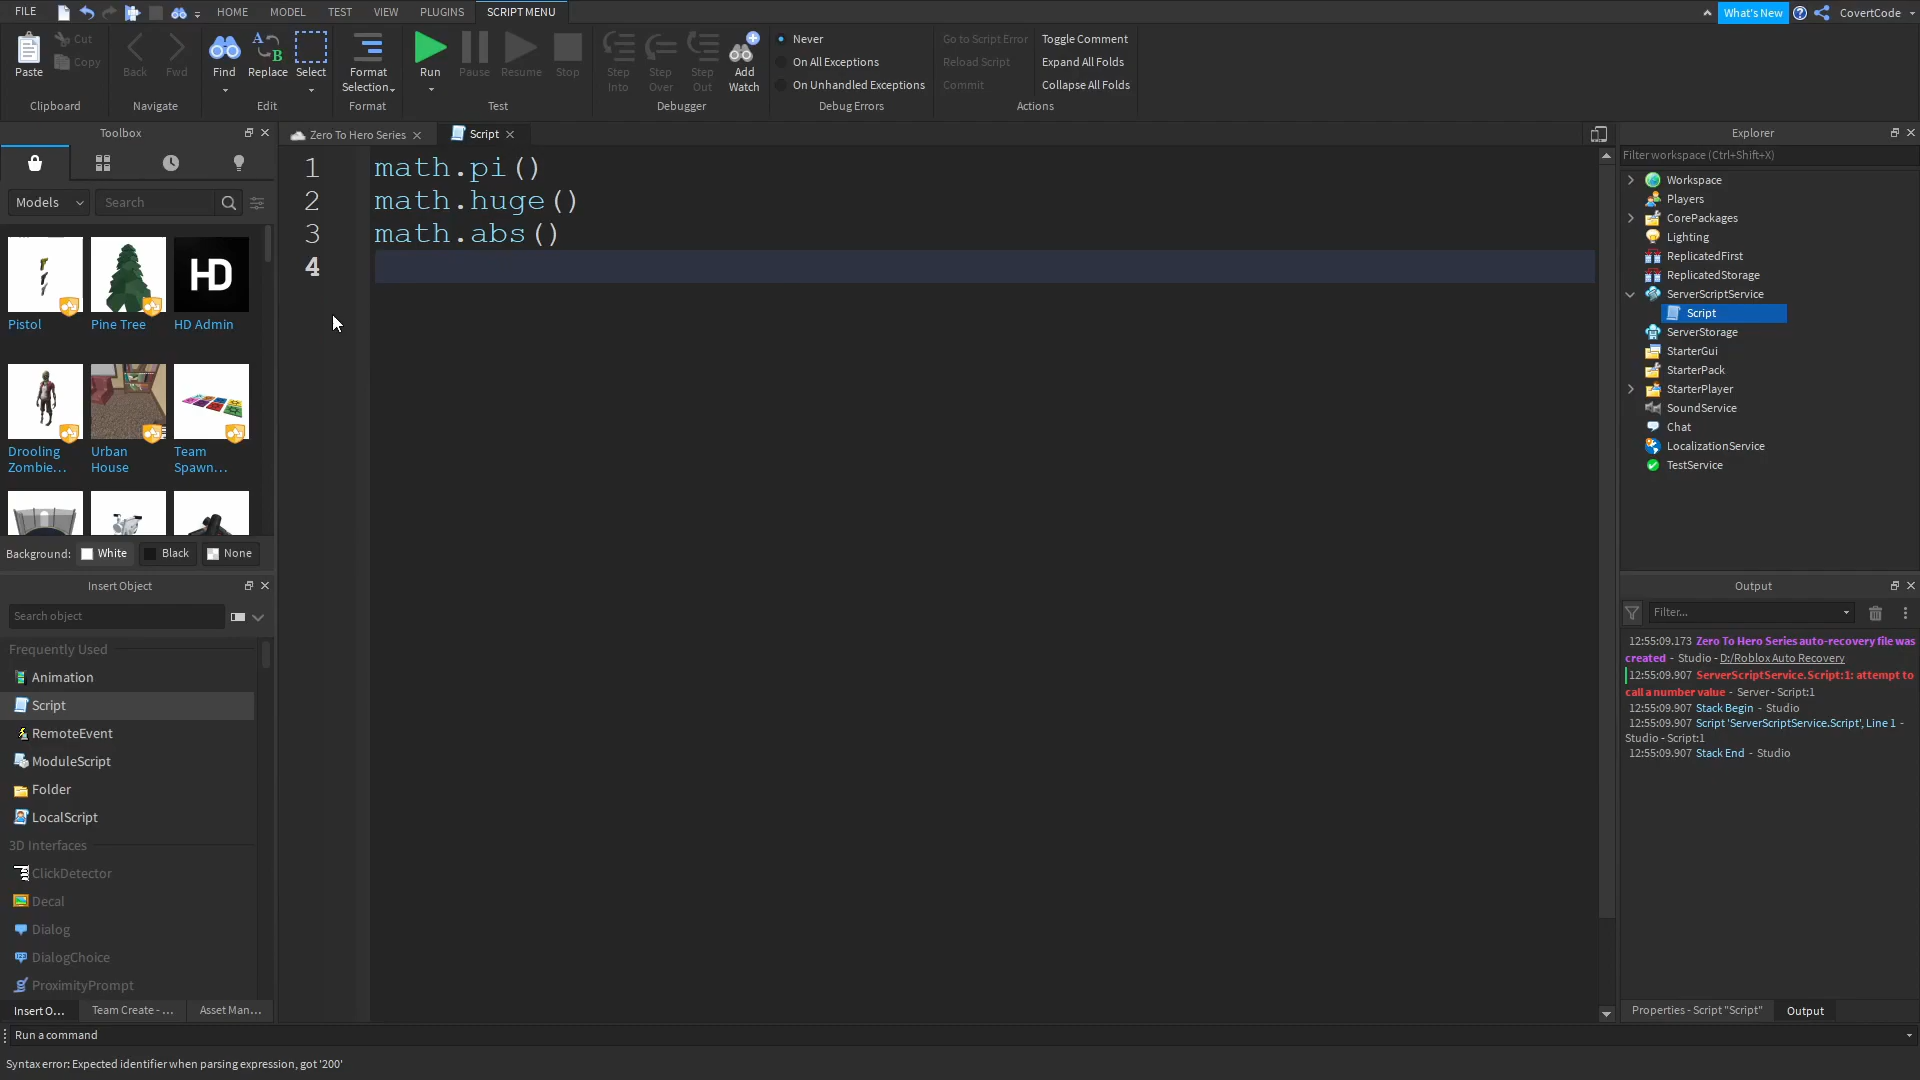 FILE
HOME
MODEL
TEST
VIEW
PLUGINS
SCRIPT MENU
What's New
CovertCode
Paste
Cut
Copy
Clipboard
Back
Fwd
Navigate
Find
Replace
Select
Edit
Format
Selection
Format
Run
Pause
Resume
Stop
Test
Step
Into
Step
Over
Step
Out
Add
Watch
Debugger
Never
On All Exceptions
On Unhandled Exceptions
Debug Errors
Go to Script Error
Reload Script
Commit
Toggle Comment
Expand All Folds
Collapse All Folds
Actions
Toolbox
Models
Search
HD
Pistol
Pine Tree
HD Admin
Drooling
Zombie...
Urban
House
Team
Spawn...
Background:
White
Black
None
Insert Object
Search object
Frequently Used
Animation
Script
RemoteEvent
ModuleScript
Folder
LocalScript
3D Interfaces
ClickDetector
Decal
Dialog
DialogChoice
ProximityPrompt
Insert O...
Team Create - ...
Asset Man...
Zero To Hero Series
Script
1 math.pi()
2 math.huge()
3 math.abs()
4
Explorer
Filter workspace (Ctrl+Shift+X)
Workspace
Players
CorePackages
Lighting
ReplicatedFirst
ReplicatedStorage
ServerScriptService
Script
ServerStorage
StarterGui
StarterPack
StarterPlayer
SoundService
Chat
LocalizationService
TestService
Output
Filter...
12:55:09.173 Zero To Hero Series auto-recovery file was
created - Studio - D:/Roblox Auto Recovery
12:55:09.907 ServerScriptService.Script:1: attempt to
call a number value - Server - Script:1
12:55:09.907 Stack Begin - Studio
12:55:09.907 Script 'ServerScriptService.Script', Line 1 -
Studio - Script:1
12:55:09.907 Stack End - Studio
Properties - Script "Script"
Output
Run a command
Syntax error: Expected identifier when parsing expression, got '200'